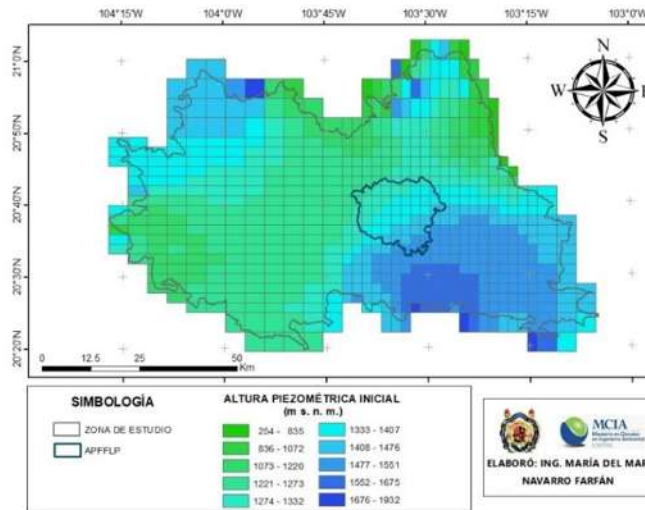 104°15'W 104°0'W 103°45'W 103°30'W 103°15'W 103°0'W
21°0'N
20°50'N
20°40'N
20°30'N
20°20'N
N
W E
S
0 12.5 25 50
Km
SIMBOLOGÍA
ZONA DE ESTUDIO
APFFLP
ALTURA PIEZOMÉTRICA INICIAL
(m s. n. m.)
254 - 835
836 - 1072
1073 - 1220
1221 - 1273
1274 - 1332
1333 - 1407
1408 - 1476
1477 - 1551
1552 - 1675
1676 - 1932
MCIA
ELABORÓ: ING. MARÍA DEL MAR
NAVARRO FARFÁN